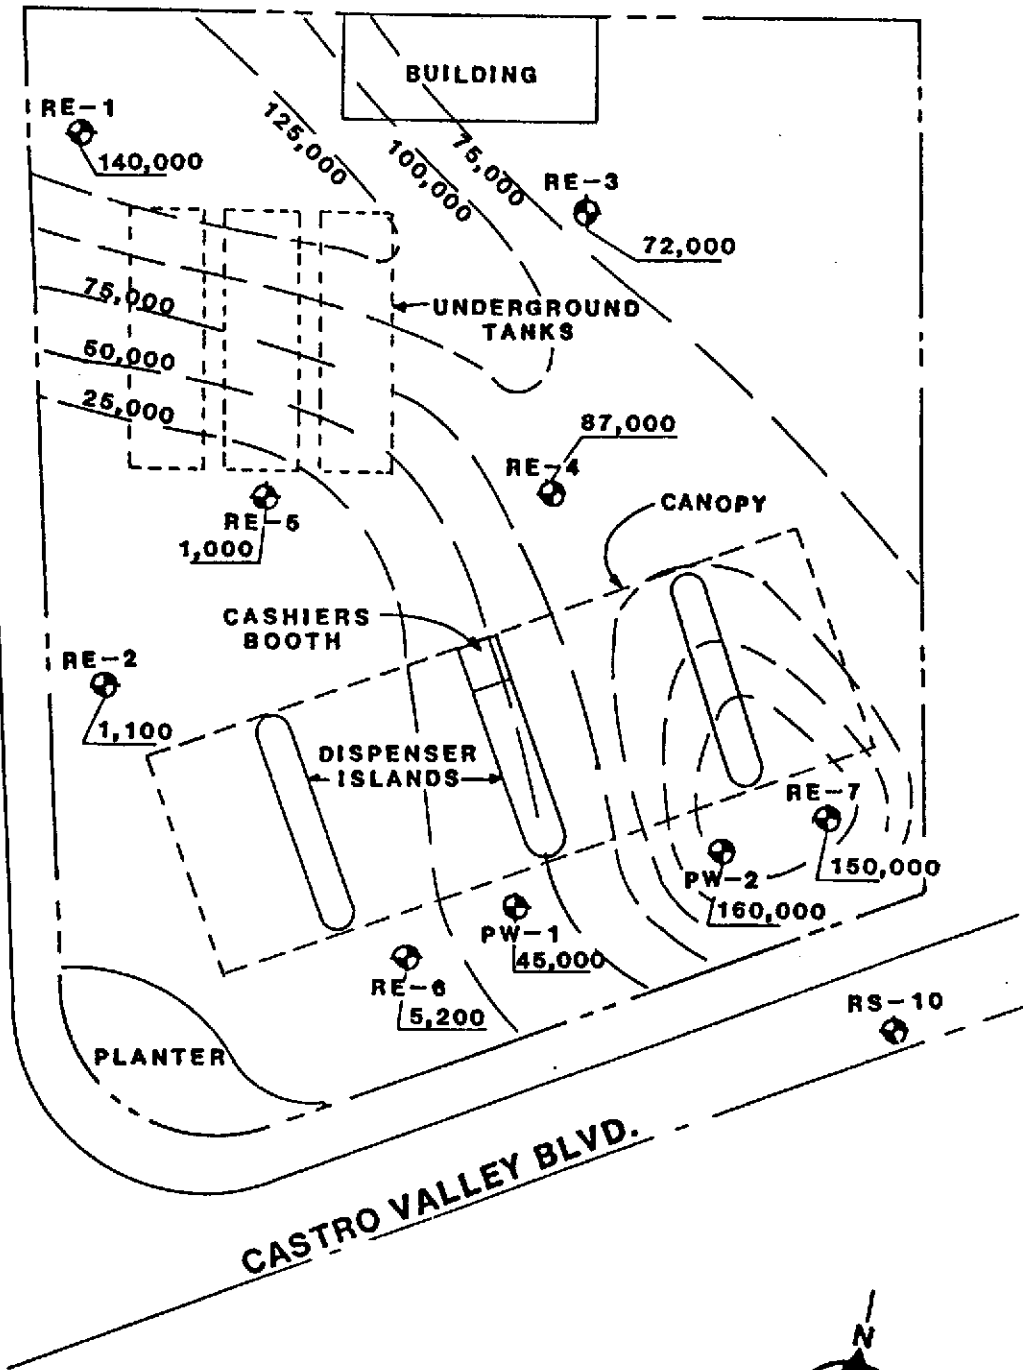 BUILDING
RE-1
140,000
125,000
100,000
75,000
RE-3
72,000
75,000
50,000
25,000
UNDERGROUND
TANKS
87,000
RE-4
RE-5
1,000
CANOPY
CASHIERS
BOOTH
RE-2
1,100
DISPENSER
ISLANDS
RE-7
150,000
PW-2
160,000
PW-1
45,000
RE-6
5,200
RS-10
PLANTER
CASTRO VALLEY BLVD.
N